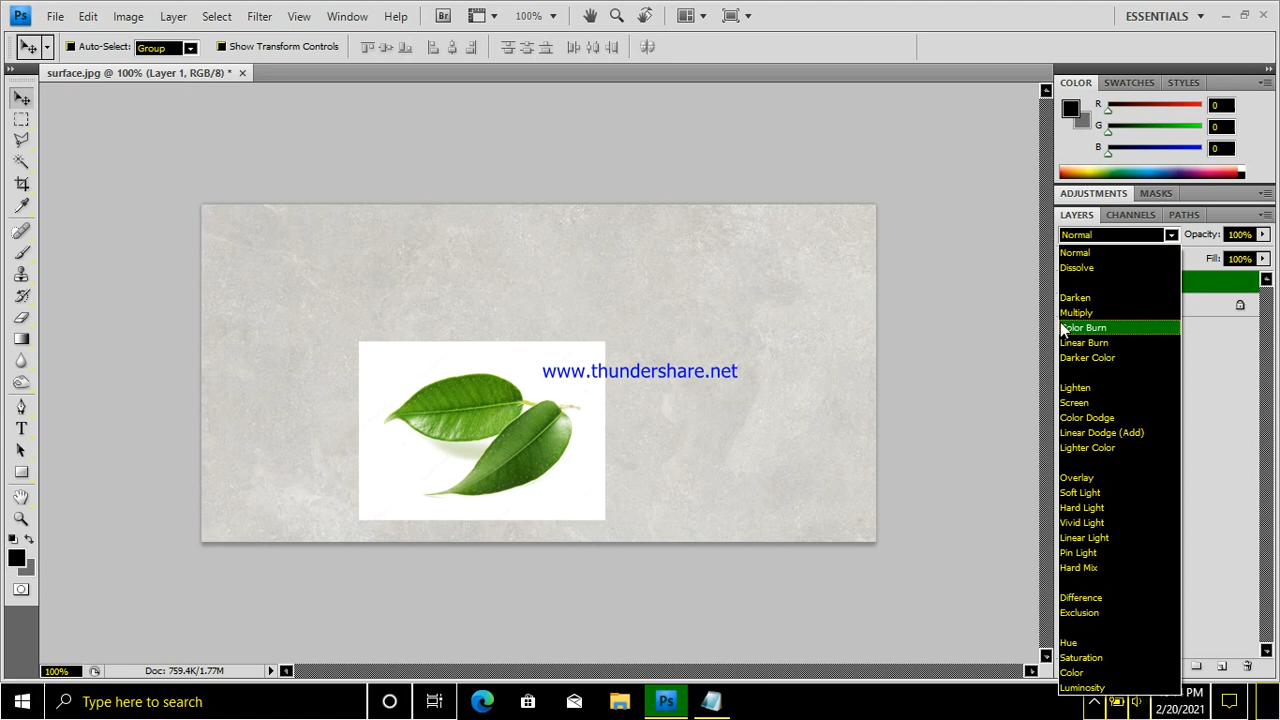 Ps File Edit Image Layer Select Filter View Window Help Br 100% ESSENTIALS
Auto-Select: Group Show Transform Controls
surface.jpg @ 100% (Layer 1, RGB/8) * ×
COLOR SWATCHES STYLES
R 0
G 0
B 0
ADJUSTMENTS MASKS
LAYERS CHANNELS PATHS
Normal Opacity: 100%
Fill: 100%
Normal
Dissolve
Darken
Multiply
Color Burn
Linear Burn
Darker Color
Lighten
Screen
Color Dodge
Linear Dodge (Add)
Lighter Color
Overlay
Soft Light
Hard Light
Vivid Light
Linear Light
Pin Light
Hard Mix
Difference
Exclusion
Hue
Saturation
Color
Luminosity
www.thundershare.net
100% Doc: 759.4K/1.77M
Type here to search
Ps
PM
2/20/2021